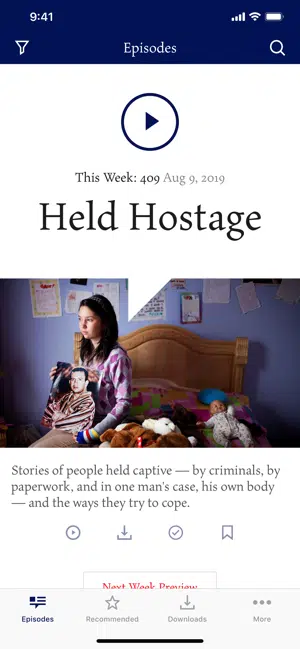 9:41
Episodes
This Week: 409 Aug 9, 2019
Held Hostage
Stories of people held captive — by criminals, by
paperwork, and in one man's case, his own body
— and the ways they try to cope.
Next Week Preview
Episodes
Recommended
Downloads
More